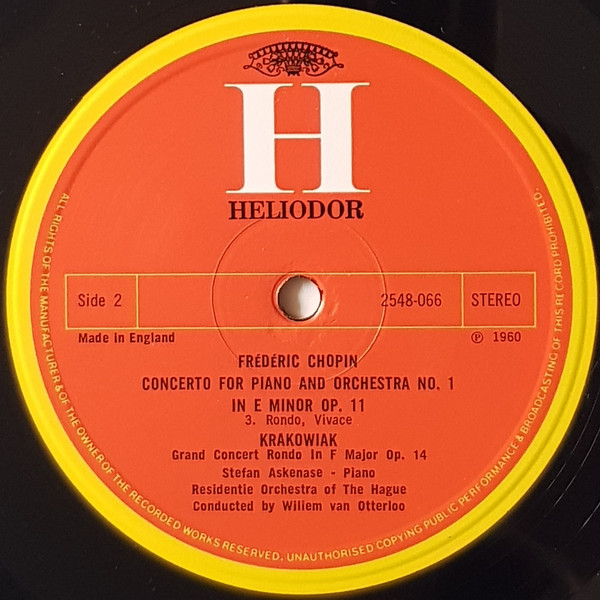 H
HELIODOR
Side 2
2548-066
STEREO
Made in England
℗ 1960
FRéDéRIC CHOPIN
CONCERTO FOR PIANO AND ORCHESTRA NO. 1
IN E MINOR OP. 11
3. Rondo, Vivace
KRAKOWIAK
Grand Concert Rondo In F Major Op. 14
Stefan Askenase - Piano
Residentie Orchestra of The Hague
Conducted by Wiliem van Otterloo
ALL RIGHTS OF THE MANUFACTURER & OF THE OWNER OF THE RECORDED WORKS RESERVED. UNAUTHORISED COPYING PUBLIC PERFORMANCE & BROADCASTING OF THIS RECORD PROHIBITED.